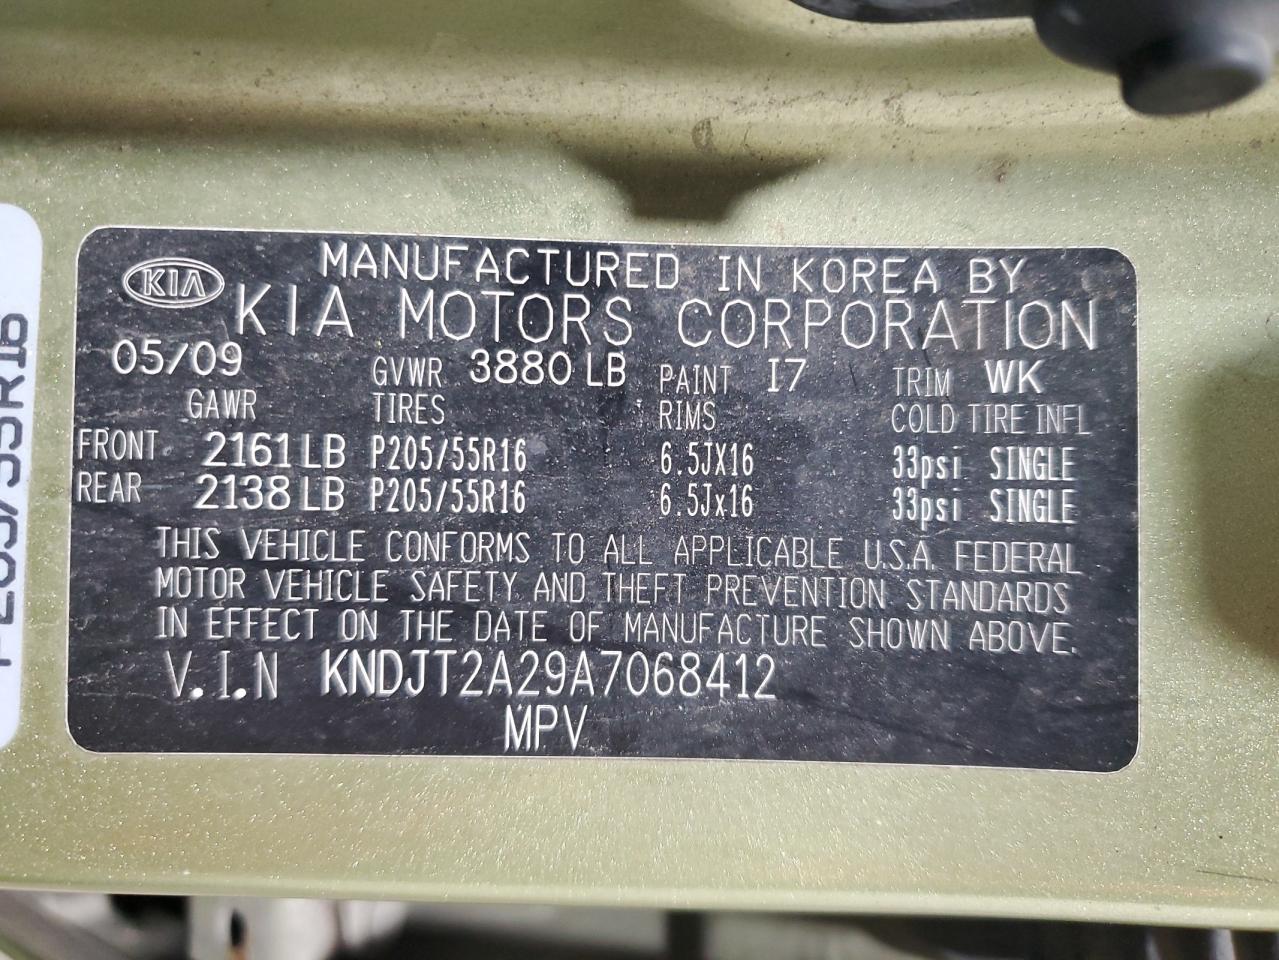 KIA
MANUFACTURED IN KOREA BY
KIA MOTORS CORPORATION
05/09 GVWR 3880 LB PAINT I7 TRIM WK
GAWR TIRES RIMS COLD TIRE INFL
FRONT 2161 LB P205/55R16 6.5JX16 33psi SINGLE
REAR 2138 LB P205/55R16 6.5Jx16 33psi SINGLE
THIS VEHICLE CONFORMS TO ALL APPLICABLE U.S.A. FEDERAL
MOTOR VEHICLE SAFETY AND THEFT PREVENTION STANDARDS
IN EFFECT ON THE DATE OF MANUFACTURE SHOWN ABOVE.
V.I.N KNDJT2A29A7068412
MPV
P205/55R16